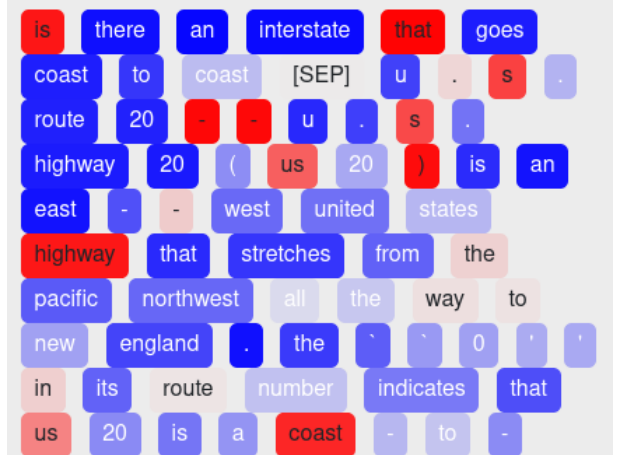 is there an interstate that goes
coast to coast [SEP] u . s .
route 20 - - u . s .
highway 20 ( us 20 ) is an
east - - west united states
highway that stretches from the
pacific northwest all the way to
new england . the ` ` 0 ' '
in its route number indicates that
us 20 is a coast - to -